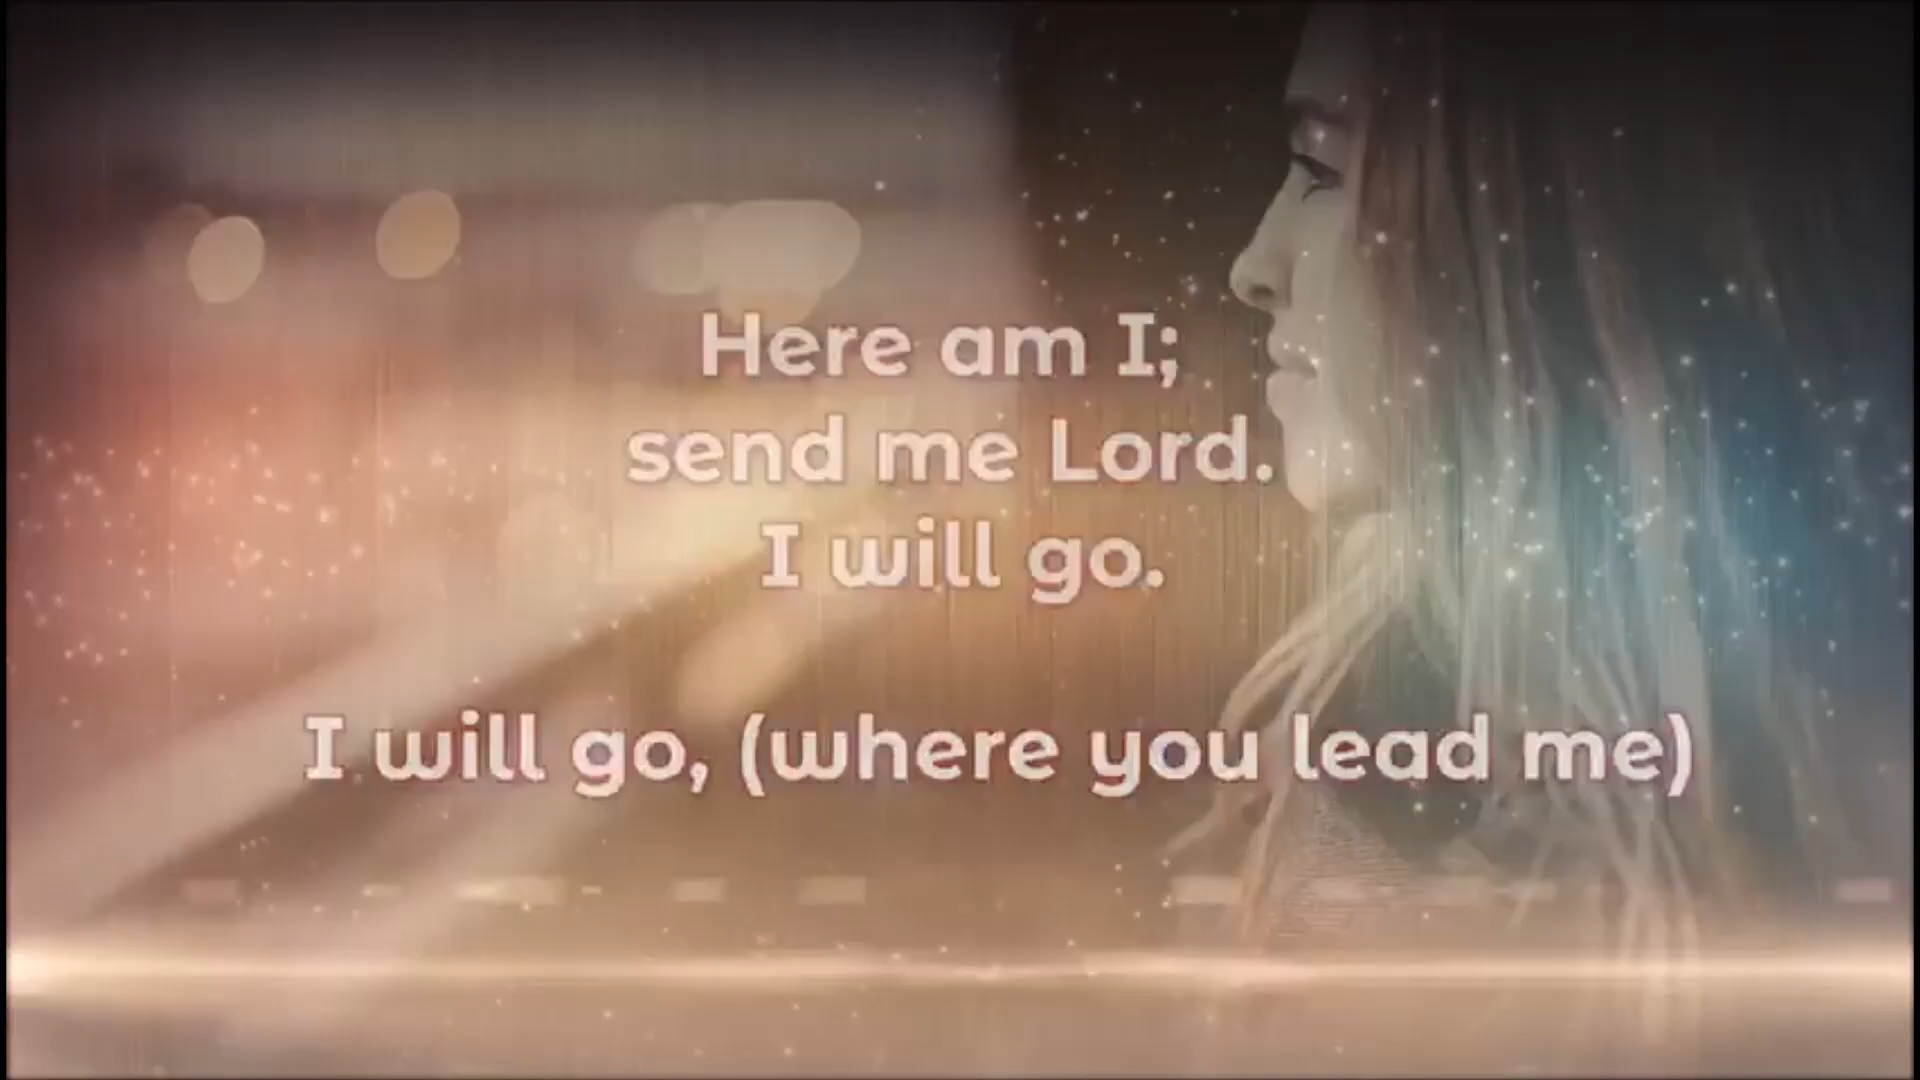 Here am I;
send me Lord.
I will go.
I will go, (where you lead me)